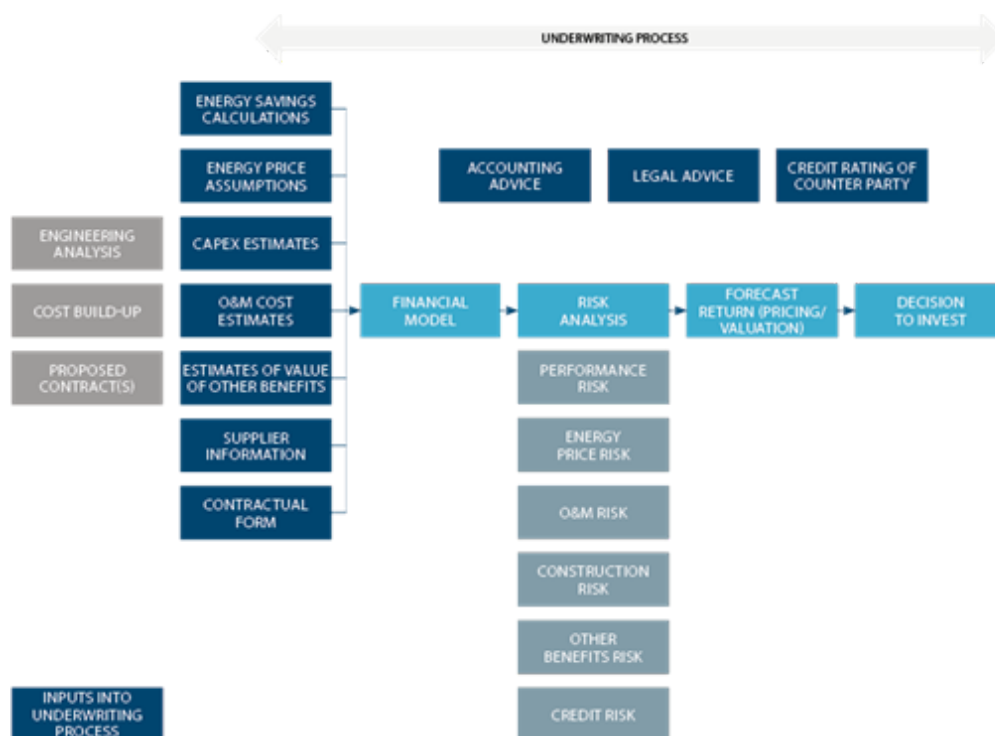 UNDERWRITING PROCESS
ENERGY SAVINGS
CALCULATIONS
ENERGY PRICE
ASSUMPTIONS
ACCOUNTING
ADVICE
LEGAL ADVICE
CREDIT RATING OF
COUNTER PARTY
ENGINEERING
ANALYSIS
CAPEX ESTIMATES
COST BUILD-UP
O&M COST
ESTIMATES
FINANCIAL
MODEL
RISK
ANALYSIS
FORECAST
RETURN (PRICING/
VALUATION)
DECISION
TO INVEST
PROPOSED
CONTRACT(S)
ESTIMATES OF VALUE
OF OTHER BENEFITS
PERFORMANCE
RISK
SUPPLIER
INFORMATION
ENERGY
PRICE RISK
CONTRACTUAL
FORM
O&M RISK
CONSTRUCTION
RISK
OTHER
BENEFITS RISK
INPUTS INTO
UNDERWRITING
PROCESS
CREDIT RISK